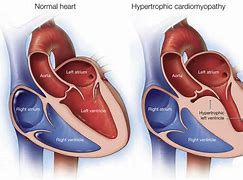 Normal heart
Hypertrophic cardiomyopathy
Aorta
Left atrium
Right atrium
Left ventricle
Right ventricle
Aorta
Left atrium
Right atrium
Hypertrophic
left ventricle
Right ventricle